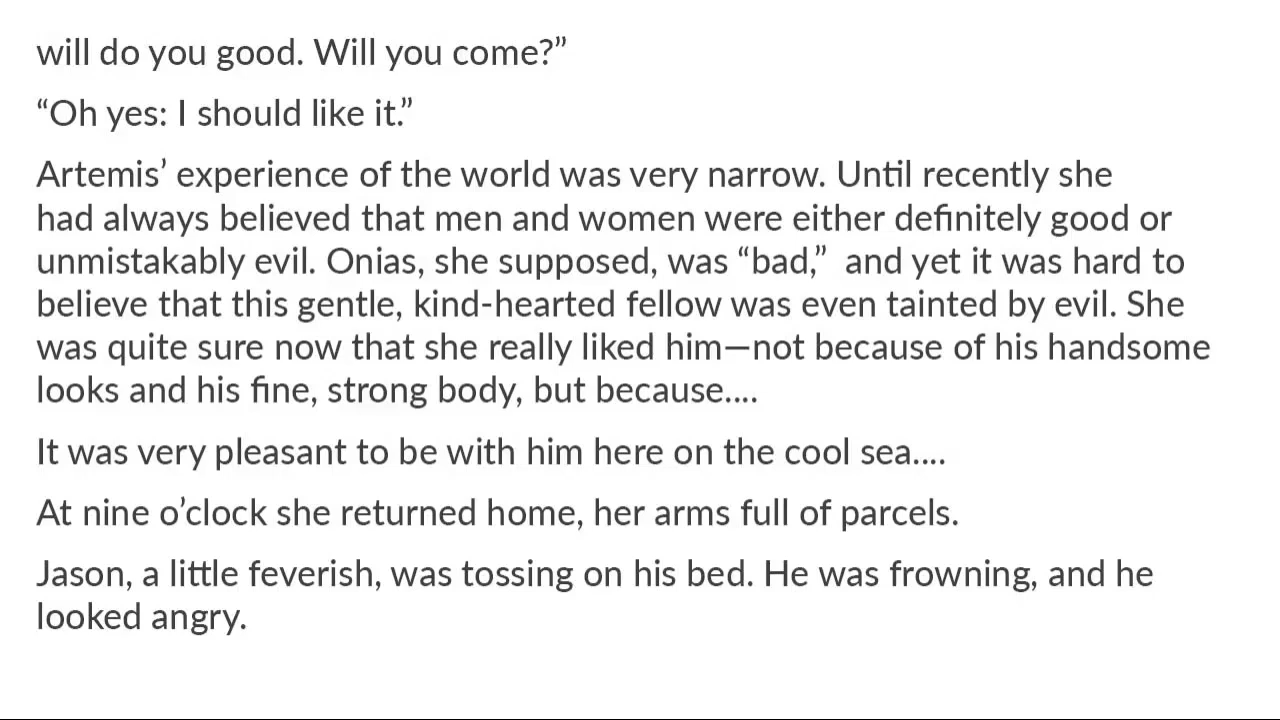 will do you good. Will you come?”
“Oh yes: I should like it.”
Artemis’ experience of the world was very narrow. Until recently she
had always believed that men and women were either definitely good or
unmistakably evil. Onias, she supposed, was “bad,”  and yet it was hard to
believe that this gentle, kind-hearted fellow was even tainted by evil. She
was quite sure now that she really liked him—not because of his handsome
looks and his fine, strong body, but because....
It was very pleasant to be with him here on the cool sea....
At nine o’clock she returned home, her arms full of parcels.
Jason, a little feverish, was tossing on his bed. He was frowning, and he
looked angry.